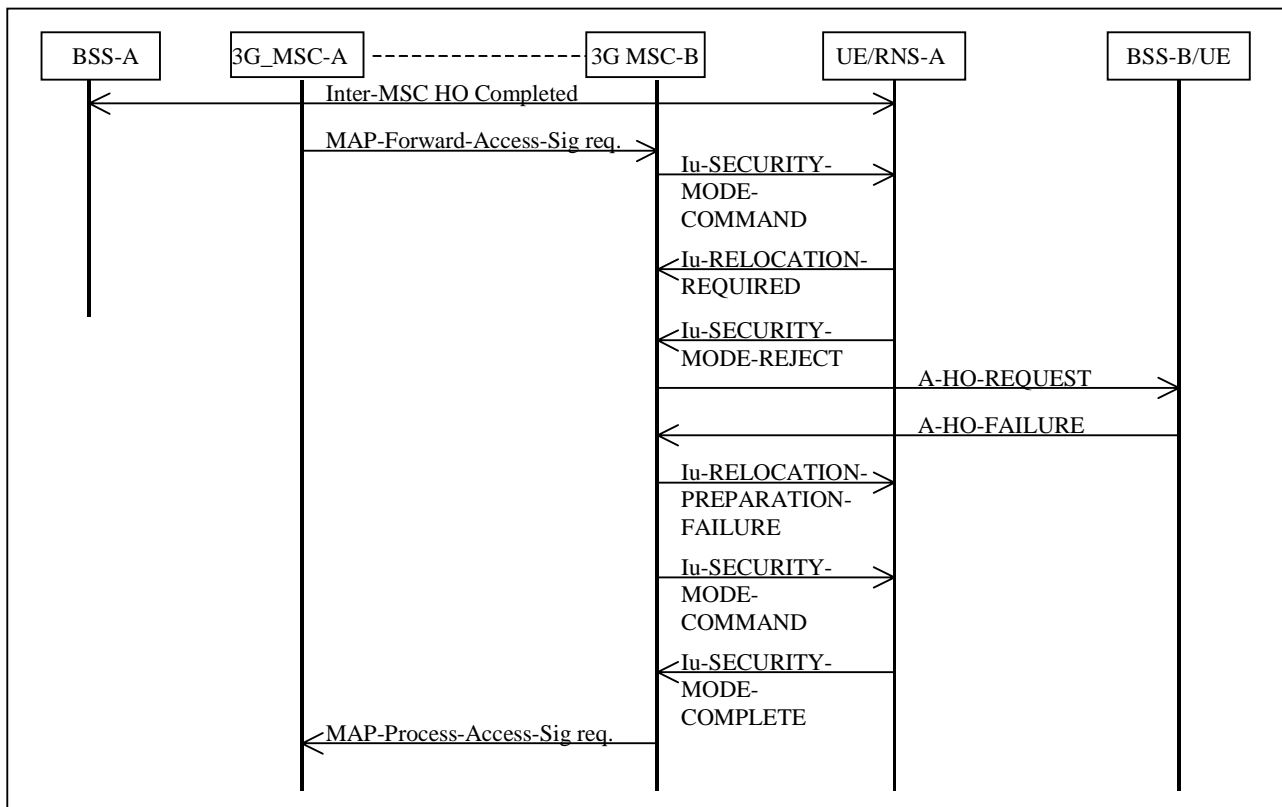 BSS-A
3G_MSC-A
3G MSC-B
UE/RNS-A
BSS-B/UE
Inter-MSC HO Completed
MAP-Forward-Access-Sig req.
Iu-SECURITY-
MODE-
COMMAND
Iu-RELOCATION-
REQUIRED
Iu-SECURITY-
MODE-REJECT
A-HO-REQUEST
A-HO-FAILURE
Iu-RELOCATION-
PREPARATION-
FAILURE
Iu-SECURITY-
MODE-
COMMAND
Iu-SECURITY-
MODE-
COMPLETE
MAP-Process-Access-Sig req.